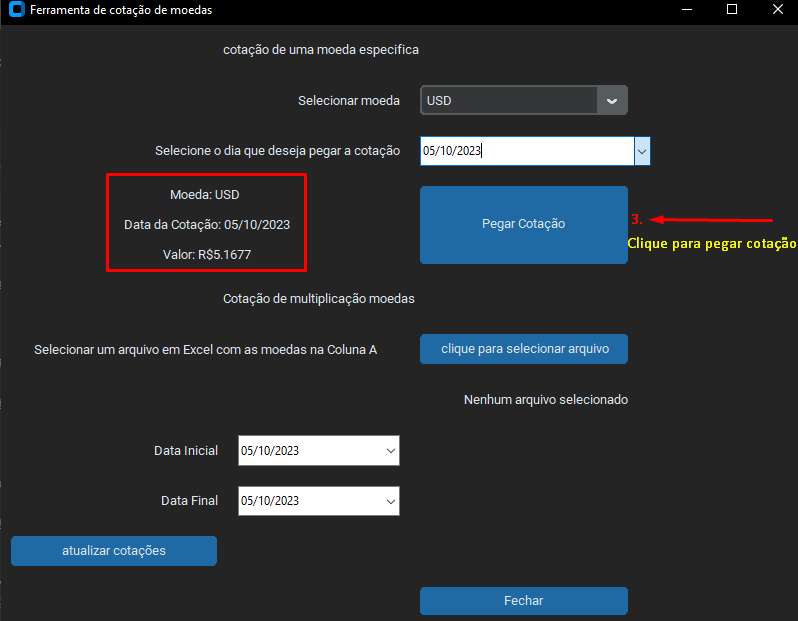 Ferramenta de cotação de moedas
cotação de uma moeda especifica
Selecionar moeda
USD
Selecione o dia que deseja pegar a cotação
05/10/2023
Moeda: USD
Data da Cotação: 05/10/2023
Valor: R$5.1677
Pegar Cotação
3.
Clique para pegar cotação
Cotação de multiplicação moedas
Selecionar um arquivo em Excel com as moedas na Coluna A
clique para selecionar arquivo
Nenhum arquivo selecionado
Data Inicial
05/10/2023
Data Final
05/10/2023
atualizar cotações
Fechar